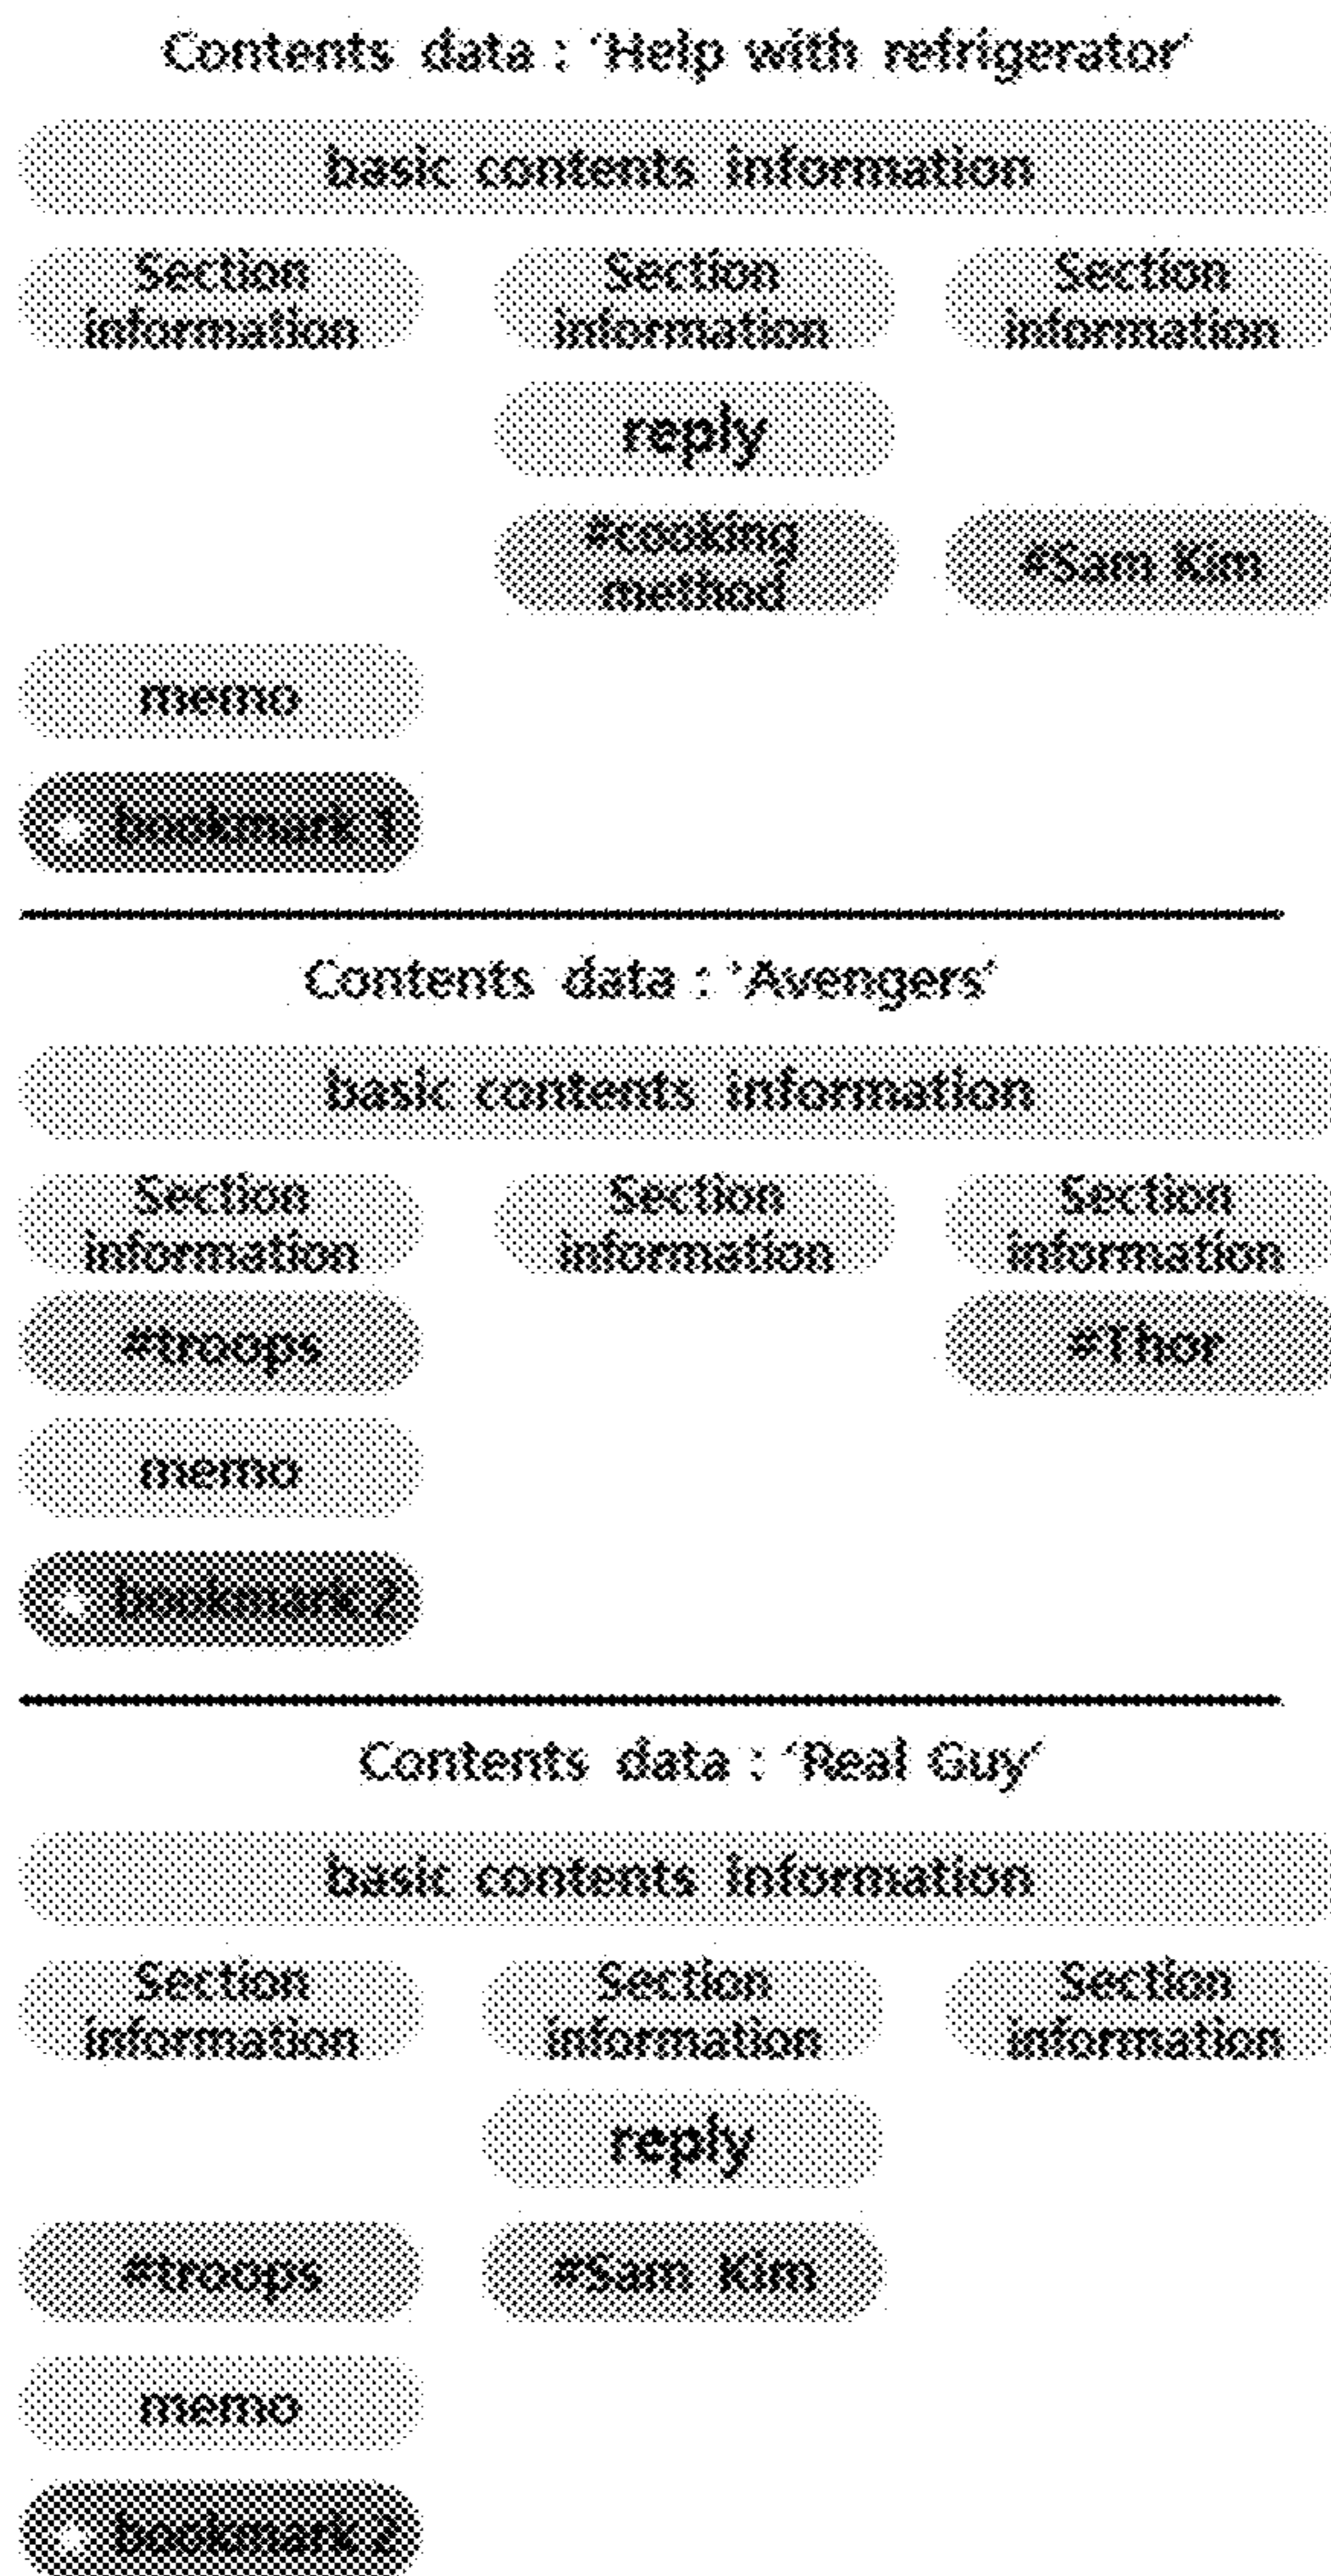 Contents data : 'Help with refrigerator'
basic contents information
Section Section Section
information information information
reply
#cooking
method
#Sam Kim
memo
bookmark 1
Contents data : 'Avengers'
basic contents information
Section Section Section
information information information
#troops #Thor
memo
bookmark 2
Contents data : 'Real Guy'
basic contents information
Section Section Section
information information information
reply
#troops #Sam Kim
memo
bookmark 2